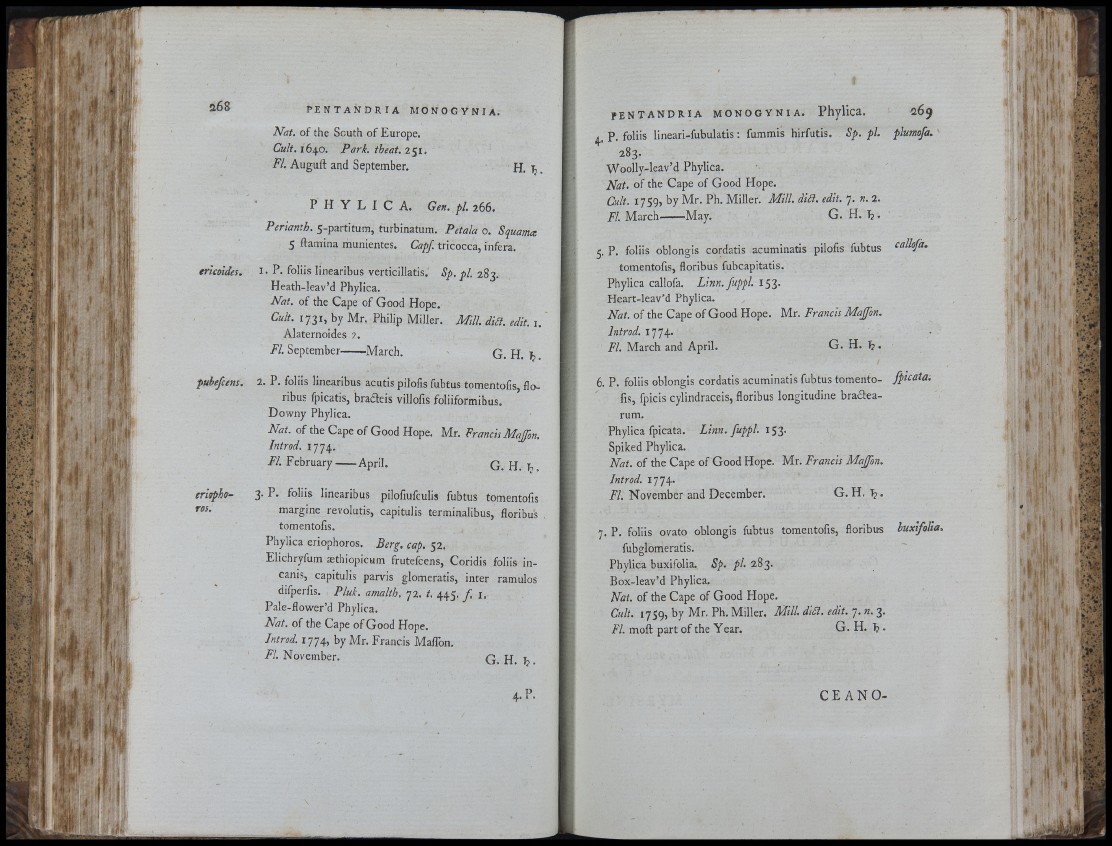 268 PENTANDRIA MONOGYNIA.
Nat. of the South of Europe.
Cult. 1640. Park. theat. 251.
Fl. Auguſt and September. H. ♄.
PHYLICA. Gen. pl. 266.
Perianth. 5-partitum, turbinatum. Petala 0. Squamæ
5 ſtamina munientes. Capſ. tricocca, infera.
ericoides. 1. P. foliis linearibus verticillatis. Sp. pl. 283.
Heath-leav'd Phylica.
Nat. of the Cape of Good Hope.
Cult. 1731, by Mr. Philip Miller. Mill. dict. edit. 1.
Alaternoides 2.
Fl. September——March. G. H. ♄.
pubeſcens. 2. P. foliis linearibus acutis piloſis ſubtus tomentoſis, flo-
ribus ſpicatis, bracteis villoſis foliiformibus.
Downy Phylica.
Nat. of the Cape of Good Hope. Mr. Francis Maſſon.
Introd. 1774.
Fl. February——April. G. H. ♄.
eriopho- 3. P. foliis linearibus piloſiuſculis ſubtus tomentoſis
ros. margine revolutis, capitulis terminalibus, floribus
tomentoſis.
Phylica eriophoros. Berg. cap. 52.
Elichryſum æthiopicum fruteſcens, Coridis foliis in-
canis, capitulis parvis glomeratis, inter ramulos
diſperſis. Pluk. amalth. 72. t. 445. f. 1.
Pale-flower'd Phylica.
Nat. of the Cape of Good Hope.
Introd. 1774, by Mr. Francis Maſſon.
Fl. November. G. H. ♄.
4. P.
PENTANDRIA MONOGYNIA. Phylica. 269
4. P. foliis lineari-ſubulatis: ſummis hirſutis. Sp. pl. plumoſa.
283.
Woolly-leav'd Phylica.
Nat. of the Cape of Good Hope.
Cult. 1759, by Mr. Ph. Miller. Mill. dict. edit. 7. n. 2.
Fl. March——May. G. H. ♄.
5. P. foliis oblongis cordatis acuminatis piloſis ſubtus calloſa.
tomentoſis, floribus ſubcapitatis.
Phylica calloſa. Linn. ſuppl. 153.
Heart-leav'd Phylica.
Nat. of the Cape of Good Hope. Mr. Francis Maſſon.
Introd. 1774.
Fl. March and April. G. H. ♄.
6. P. foliis oblongis cordatis acuminatis ſubtus tomento- ſpicata.
ſis, ſpicis cylindraceis, floribus longitudine bractea-
rum.
Phylica ſpicata. Linn. ſuppl. 153.
Spiked Phylica.
Nat. of the Cape of Good Hope. Mr. Francis Maſſon.
Introd. 1774.
Fl. November and December. G. H. ♄.
7. P. foliis ovato oblongis ſubtus tomentoſis, floribus buxifolia.
ſubglomeratis.
Phylica buxifolia. Sp. pl. 283.
Box-leav'd Phylica.
Nat. of the Cape of Good Hope.
Cult. 1759, by Mr. Ph. Miller. Mill. dict. edit. 7. n. 3.
Fl. moſt part of the Year. G. H. ♄.
CEANO-